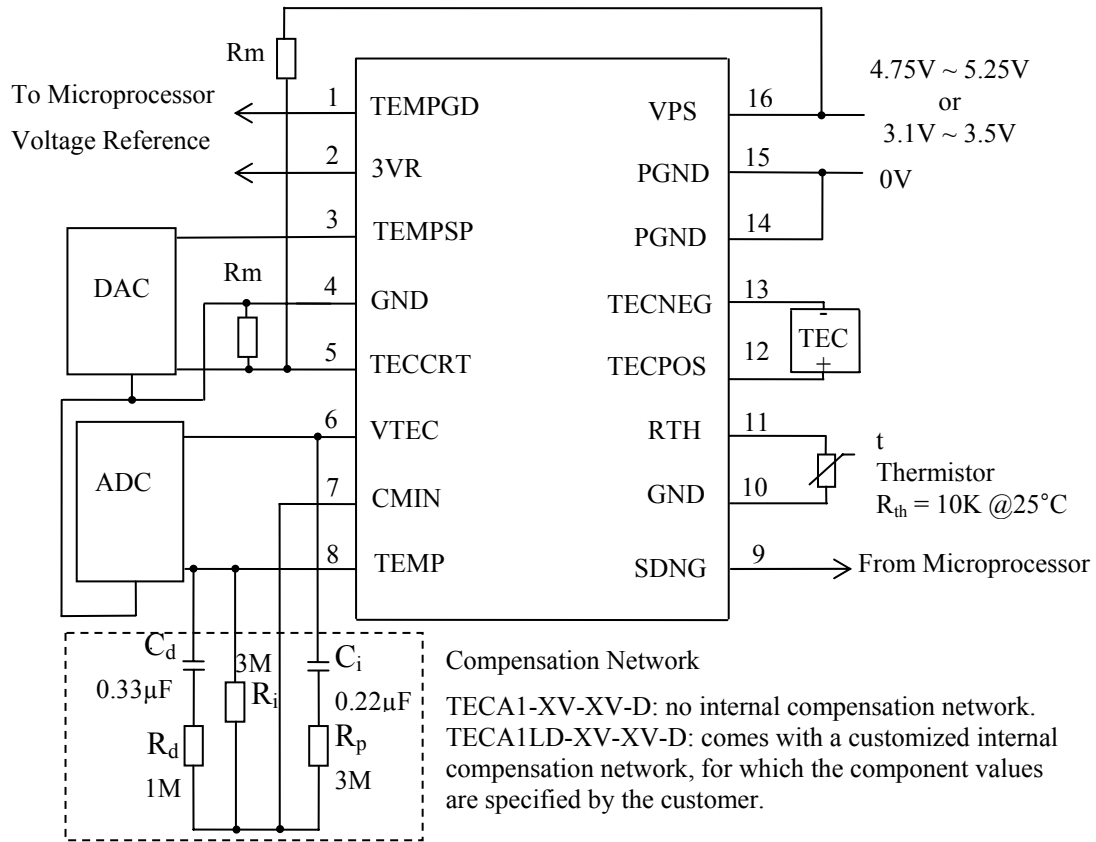 Rm
To Microprocessor
Voltage Reference
4.75V ~ 5.25V
or
3.1V ~ 3.5V
0V
1 TEMPGD
2 3VR
3 TEMPSP
Rm
4 GND
5 TECCRT
6 VTEC
7 CMIN
8 TEMP
VPS 16
PGND 15
PGND 14
TECNEG 13
TECPOS 12
RTH 11
GND 10
SDNG 9
DAC
ADC
-
TEC
+
t
Thermistor
Rth = 10K @25°C
From Microprocessor
Cd
0.33µF
3M
Ri
Ci
0.22µF
Rd
1M
Rp
3M
Compensation Network
TECA1-XV-XV-D: no internal compensation network.
TECA1LD-XV-XV-D: comes with a customized internal
compensation network, for which the component values
are specified by the customer.